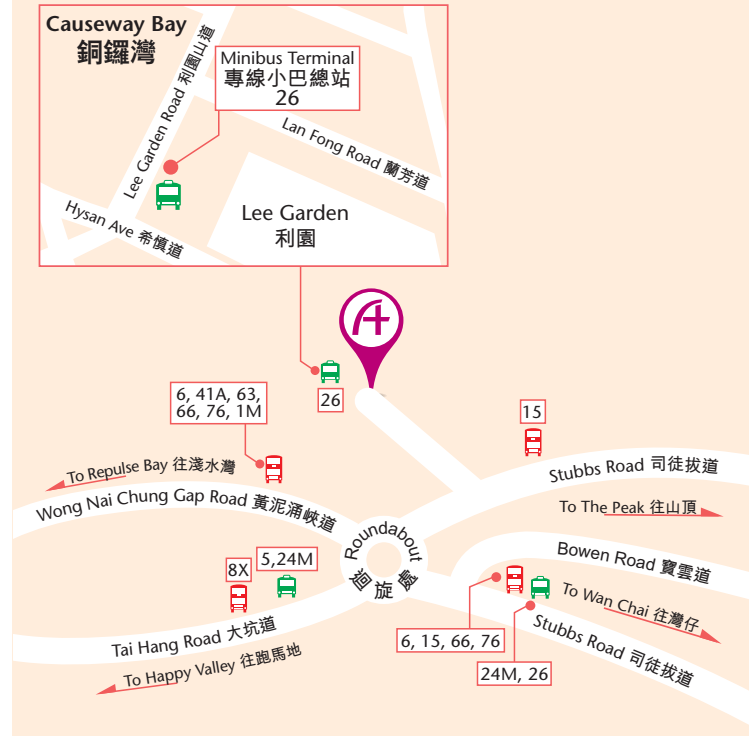 Causeway Bay
銅鑼灣
Minibus Terminal
專線小巴總站
26
Lee Garden Road 利園山道
Lan Fong Road 蘭芳道
Hysan Ave 希慎道
Lee Garden
利園
26
6, 41A, 63,
66, 76, 1M
15
To Repulse Bay 往淺水灣
Wong Nai Chung Gap Road 黃泥涌峽道
Stubbs Road 司徒拔道
To The Peak 往山頂
Roundabout
迴旋處
Bowen Road 寶雲道
8X
5,24M
To Wan Chai 往灣仔
Tai Hang Road 大坑道
6, 15, 66, 76
Stubbs Road 司徒拔道
To Happy Valley 往跑馬地
24M, 26